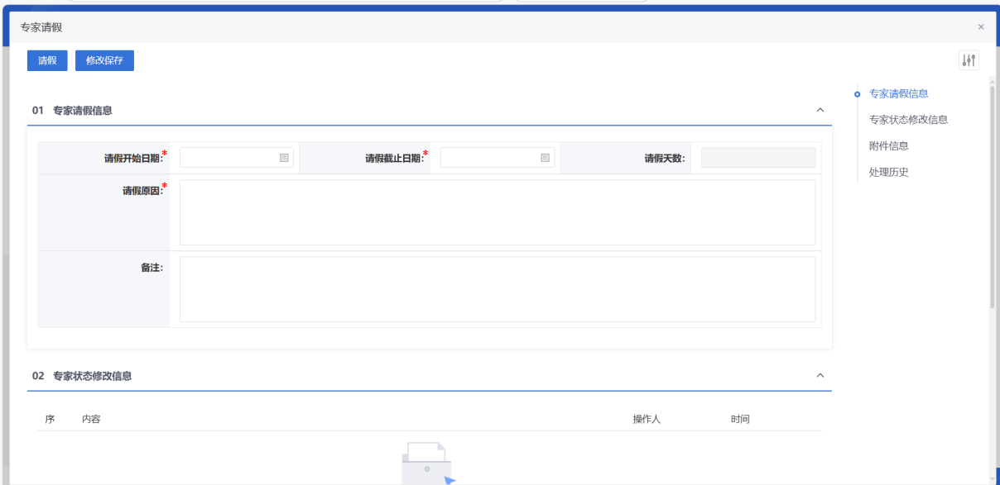 专家请假 ×
请假 修改保存
专家请假信息
01 专家请假信息
专家状态修改信息
附件信息
请假开始日期:* 请假截止日期:* 请假天数:
处理历史
请假原因:*
备注:
02 专家状态修改信息
序 内容 操作人 时间